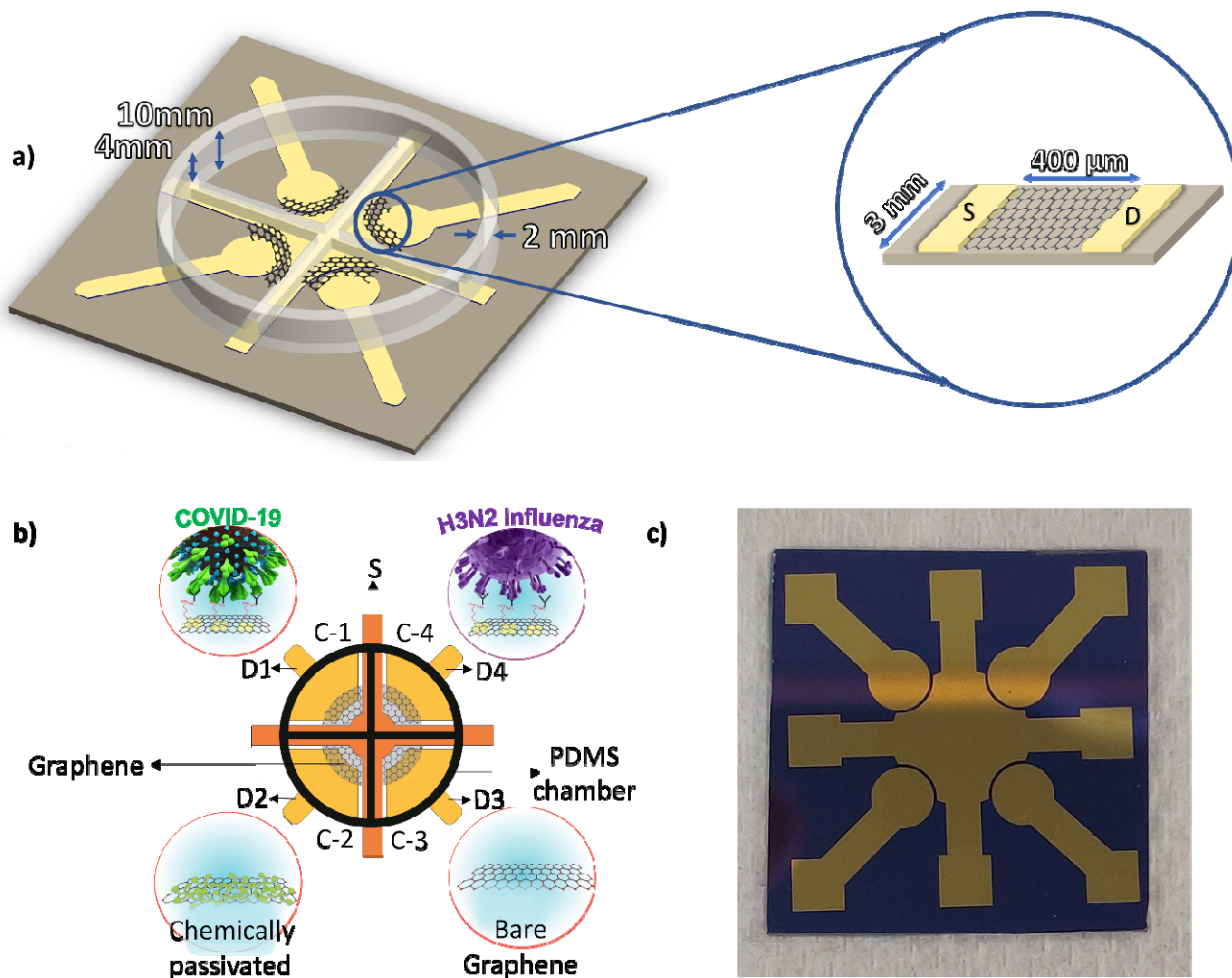 10mm
4mm
a)
2 mm
400 µm
3 mm
S
D
b)
COVID-19
H3N2 Influenza
c)
S
C-1
C-4
D1
D4
Graphene
PDMS
chamber
D2
D3
C-2
C-3
Chemically
passivated
Bare
Graphene